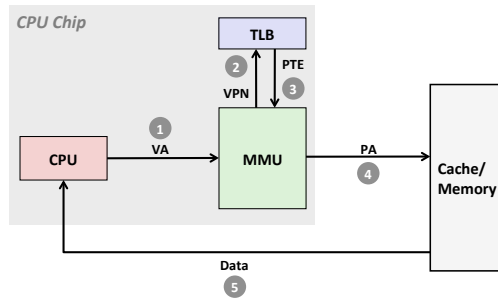 CPU Chip
TLB
2
PTE
VPN
3
1
CPU
VA
MMU
PA
4
Cache/
Memory
Data
5